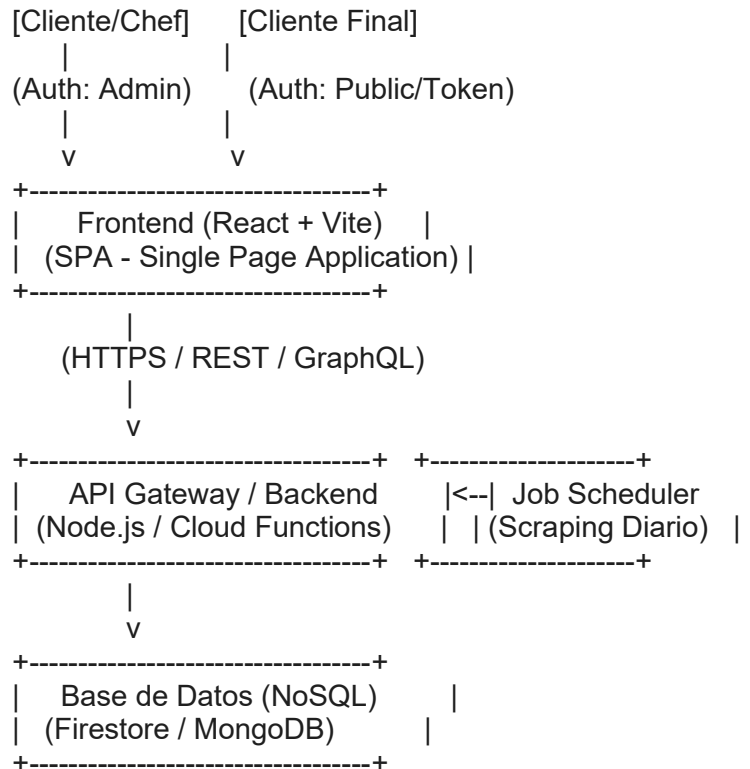 [Cliente/Chef]      [Cliente Final]
      |                   |
(Auth: Admin)      (Auth: Public/Token)
      |                   |
      v                  v
+-----------------------------------+
|      Frontend (React + Vite)     |
|   (SPA - Single Page Application) |
+-----------------------------------+
            |
     (HTTPS / REST / GraphQL)
            |
            v
+-----------------------------------+   +---------------------+
|     API Gateway / Backend       |<--|  Job Scheduler
|  (Node.js / Cloud Functions)     |   | (Scraping Diario)   |
+-----------------------------------+   +---------------------+
            |
            v
+-----------------------------------+
|     Base de Datos (NoSQL)        |
|   (Firestore / MongoDB)          |
+-----------------------------------+